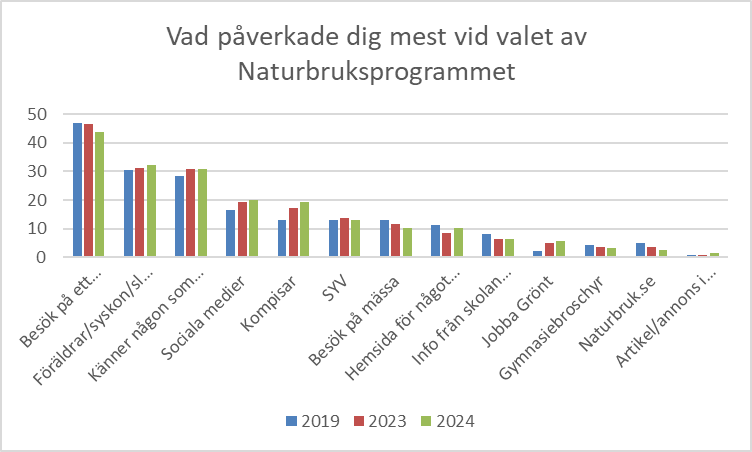 Vad påverkade dig mest vid valet av
Naturbruksprogrammet
50
40
30
20
10
0
Besök på ett…
Föräldrar/syskon/sl…
Känner någon som…
Sociala medier
Kompisar
SYV
Besök på mässa
Hemsida för något…
Info från skolan…
Jobba Grönt
Gymnasiebroschyr
Naturbruk.se
Artikel/annons i…
2019
2023
2024